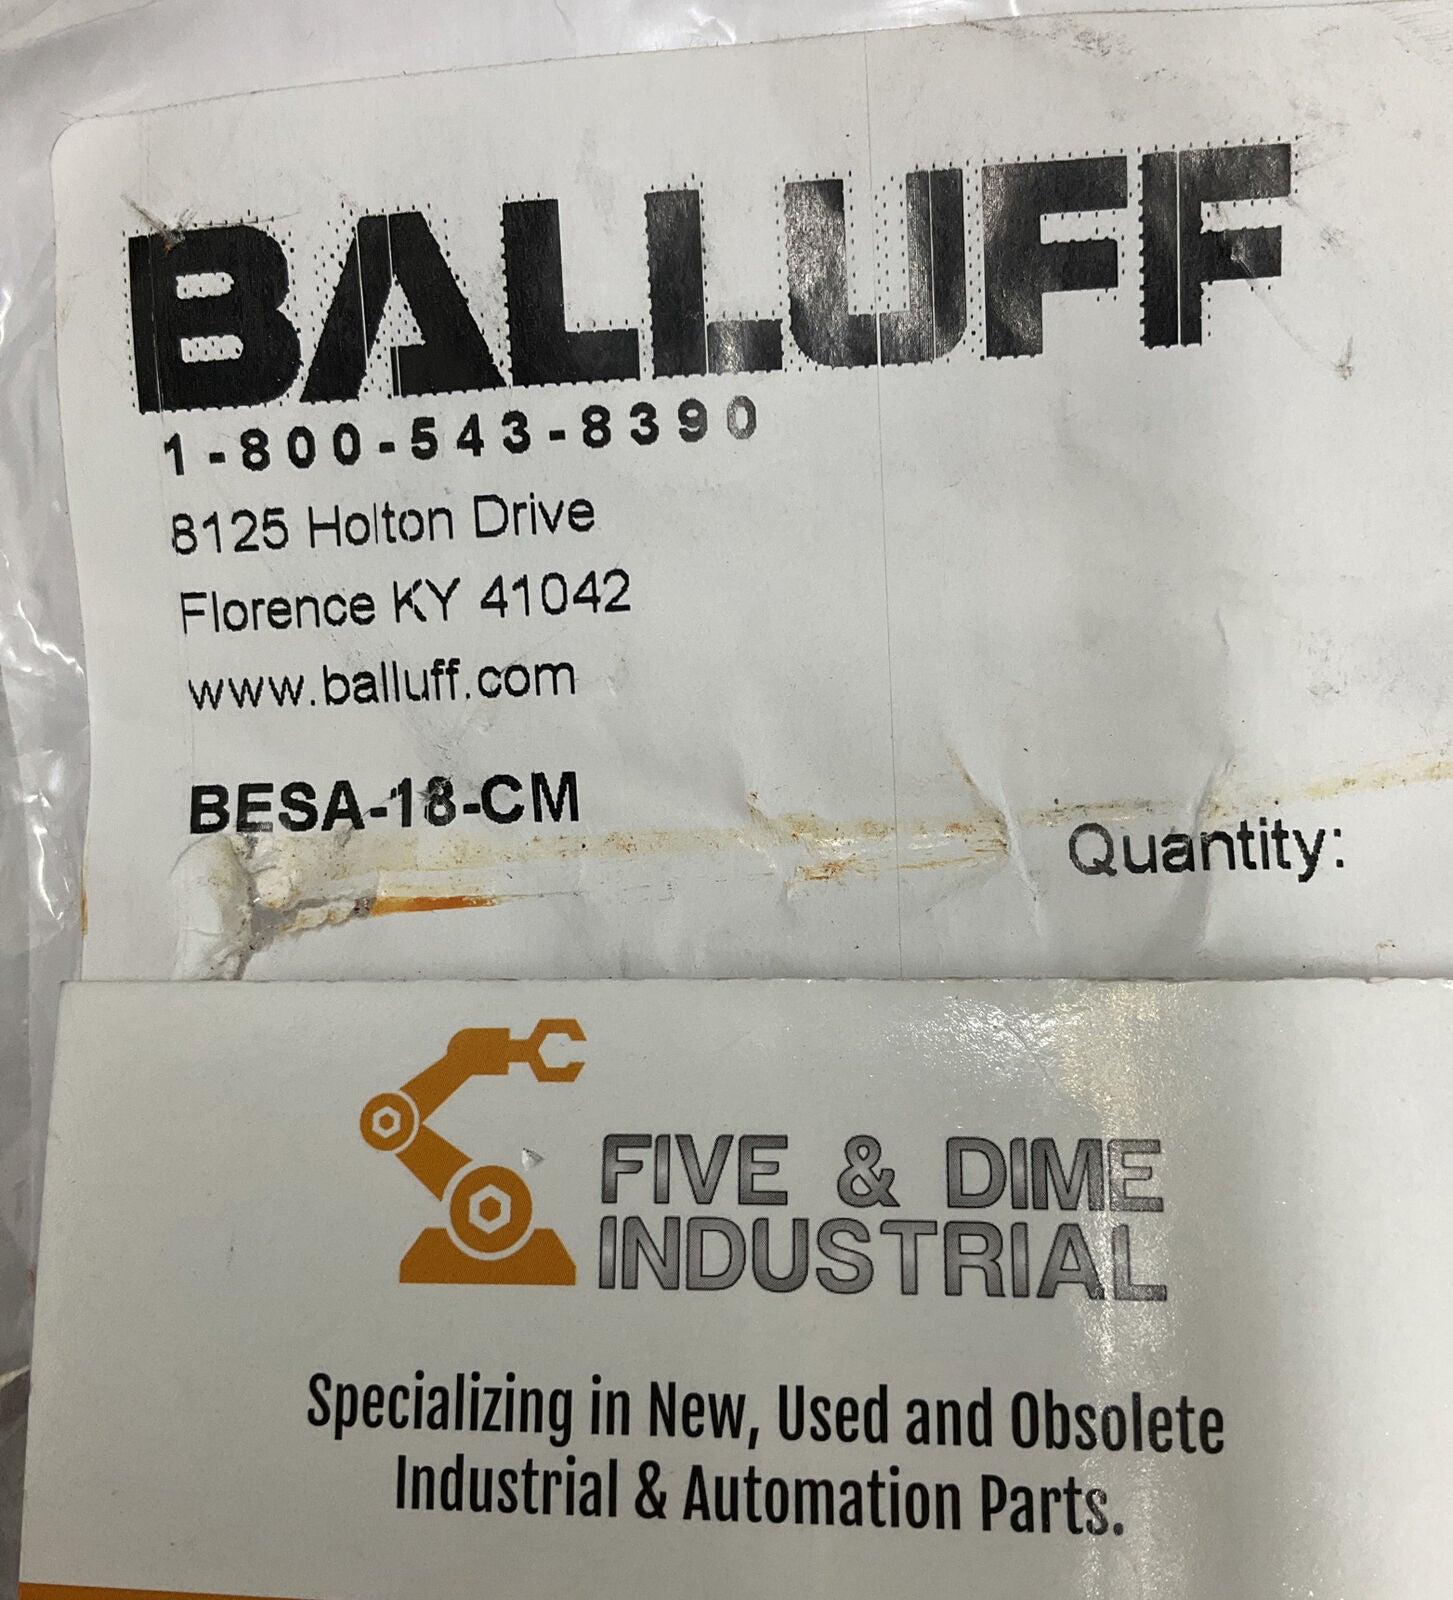 BALLUFF
1-800-543-8390
8125 Holton Drive
Florence KY 41042
www.balluff.com
BESA-18-CM
Quantity:
FIVE & DIME
INDUSTRIAL
Specializing in New, Used and Obsolete
Industrial & Automation Parts.